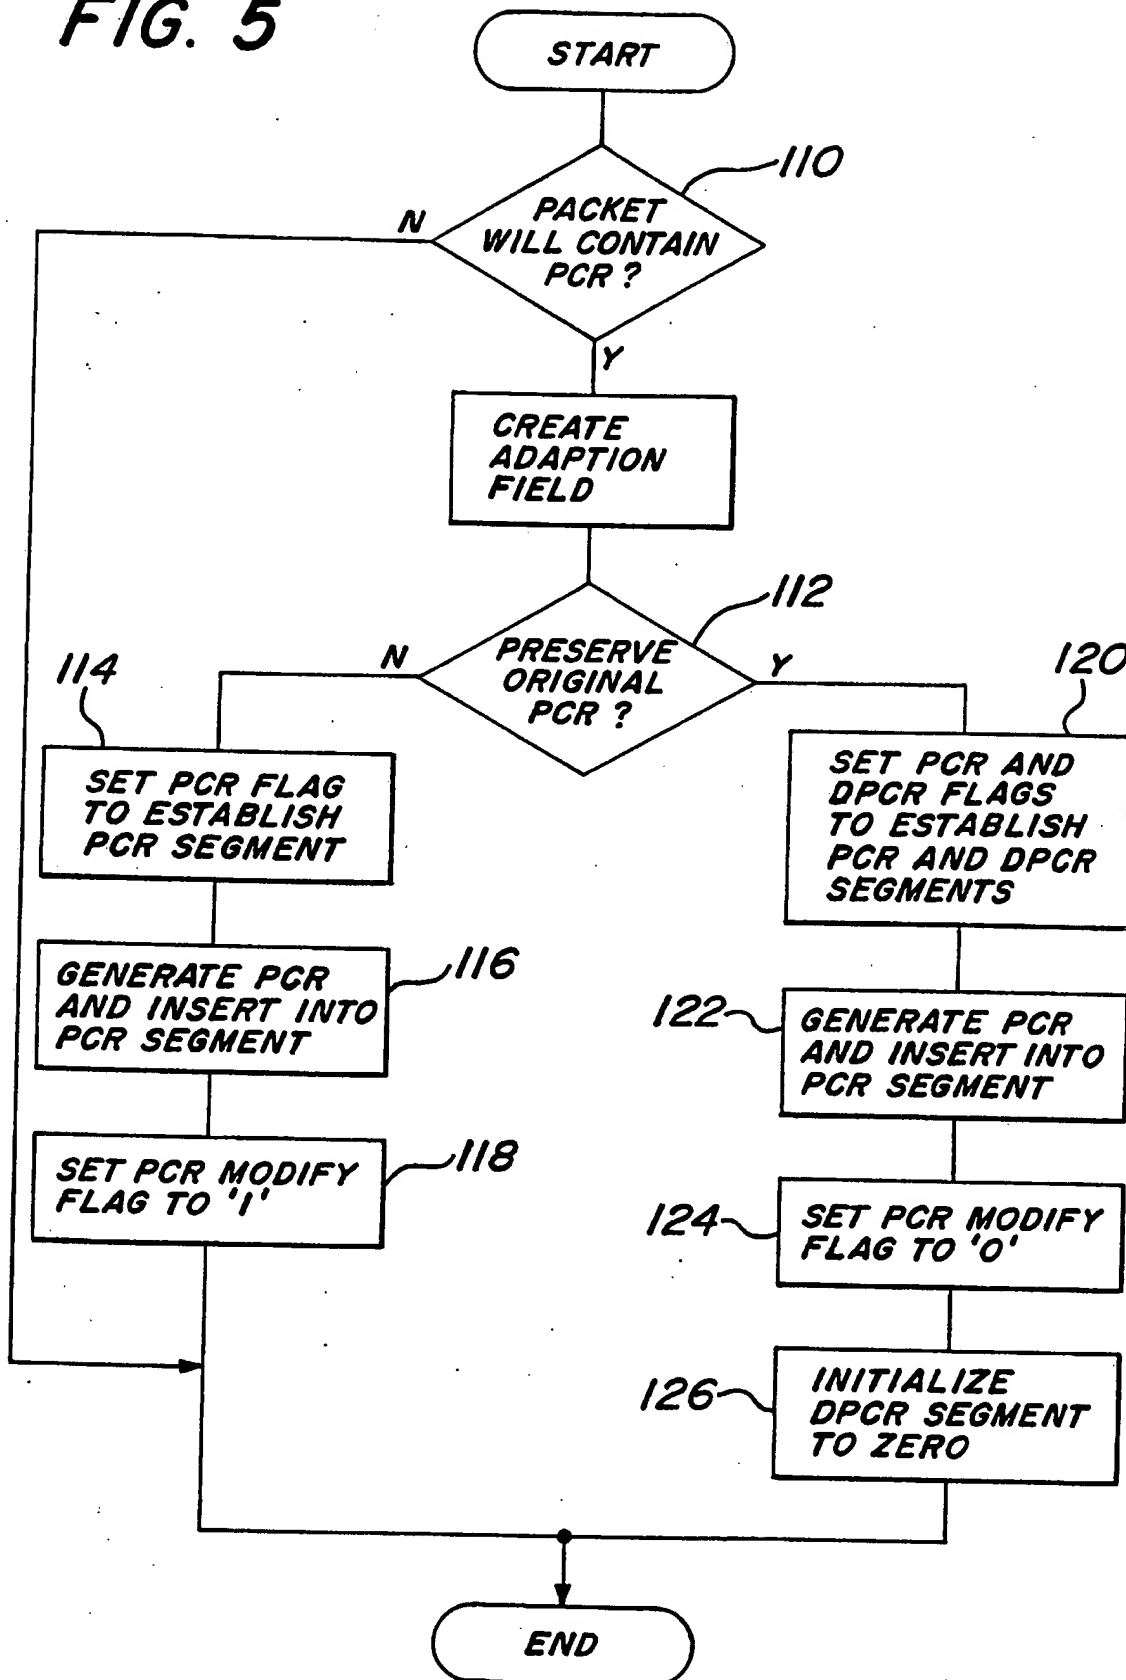 FIG. 5
START
110
PACKET
WILL CONTAIN
PCR ?
N
Y
CREATE
ADAPTION
FIELD
112
PRESERVE
ORIGINAL
PCR ?
N
Y
114
SET PCR FLAG
TO ESTABLISH
PCR SEGMENT
116
GENERATE PCR
AND INSERT INTO
PCR SEGMENT
118
SET PCR MODIFY
FLAG TO '1'
120
SET PCR AND
DPCR FLAGS
TO ESTABLISH
PCR AND DPCR
SEGMENTS
122
GENERATE PCR
AND INSERT INTO
PCR SEGMENT
124
SET PCR MODIFY
FLAG TO '0'
126
INITIALIZE
DPCR SEGMENT
TO ZERO
END